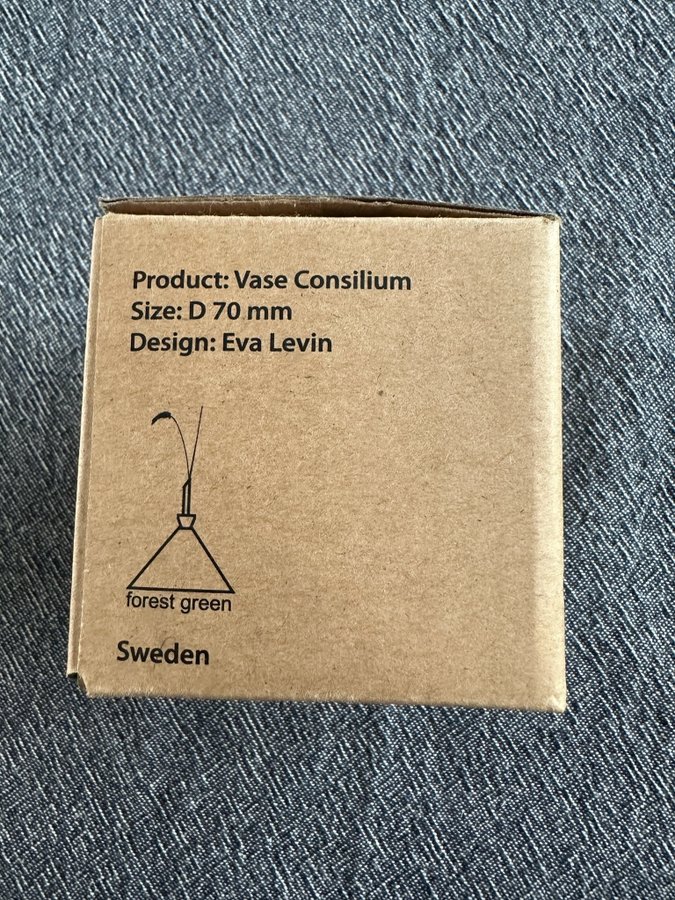 Product: Vase Consilium
Size: D 70 mm
Design: Eva Levin
forest green
Sweden